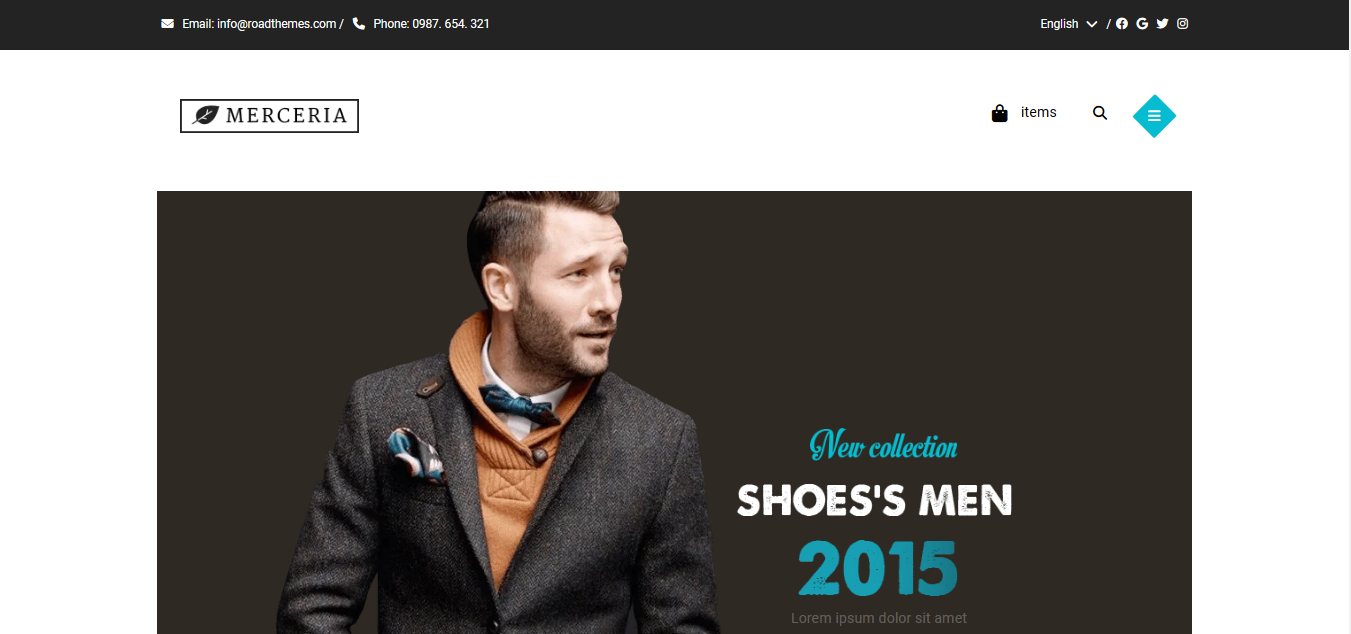 Email: info@roadthemes.com / Phone: 0987. 654. 321 English /
MERCERIA
items
New collection
SHOES'S MEN
2015
Lorem ipsum dolor sit amet